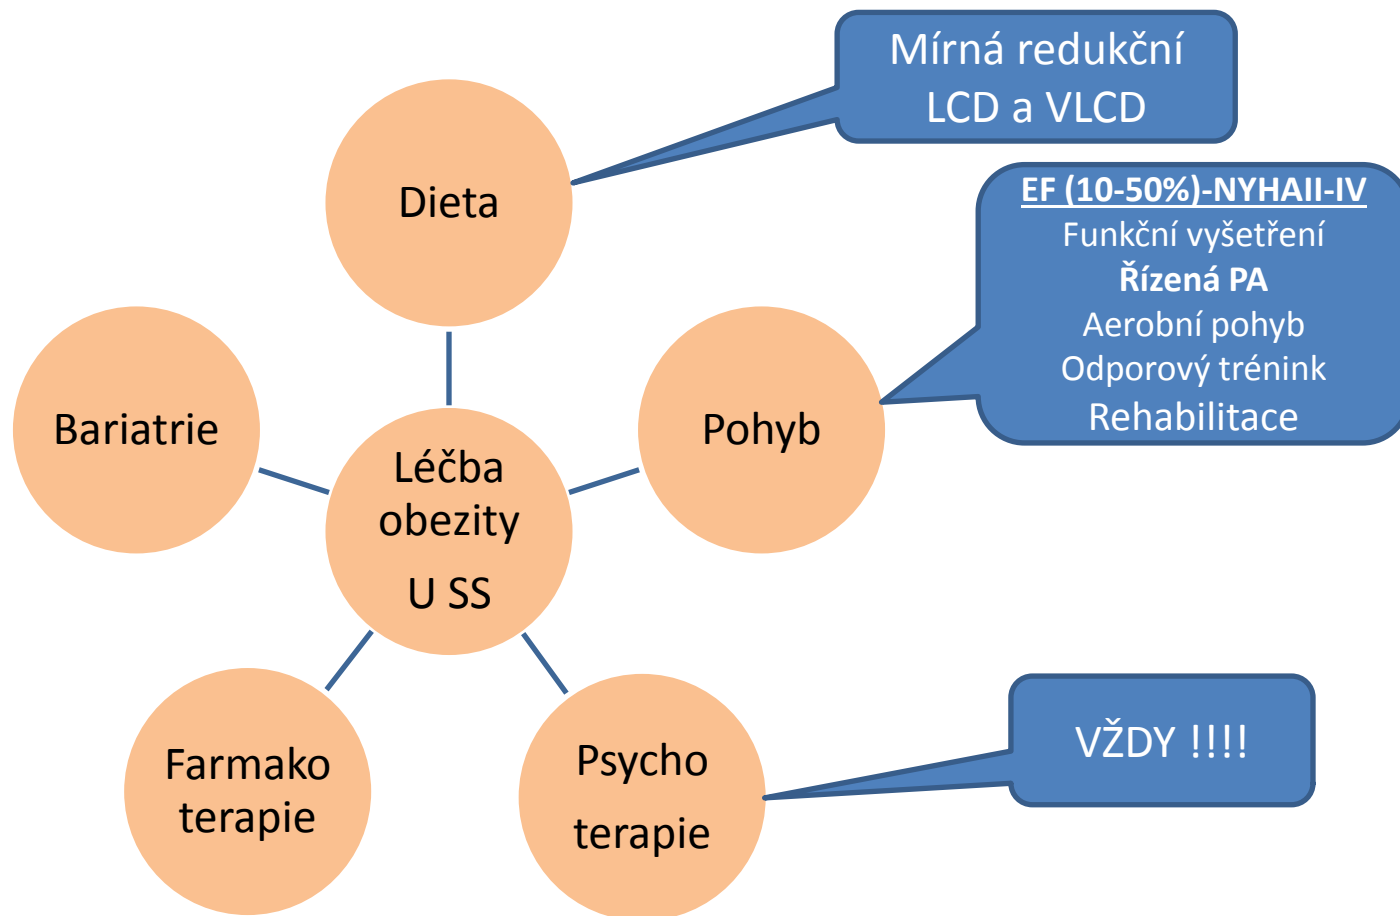 Mírná redukční
LCD a VLCD
Dieta
EF (10-50%)-NYHAII-IV
Funkční vyšetření
Řízená PA
Aerobní pohyb
Odporový trénink
Rehabilitace
Pohyb
Bariatrie
Léčba
obezity
U SS
Farmako
terapie
Psycho
terapie
VŽDY !!!!